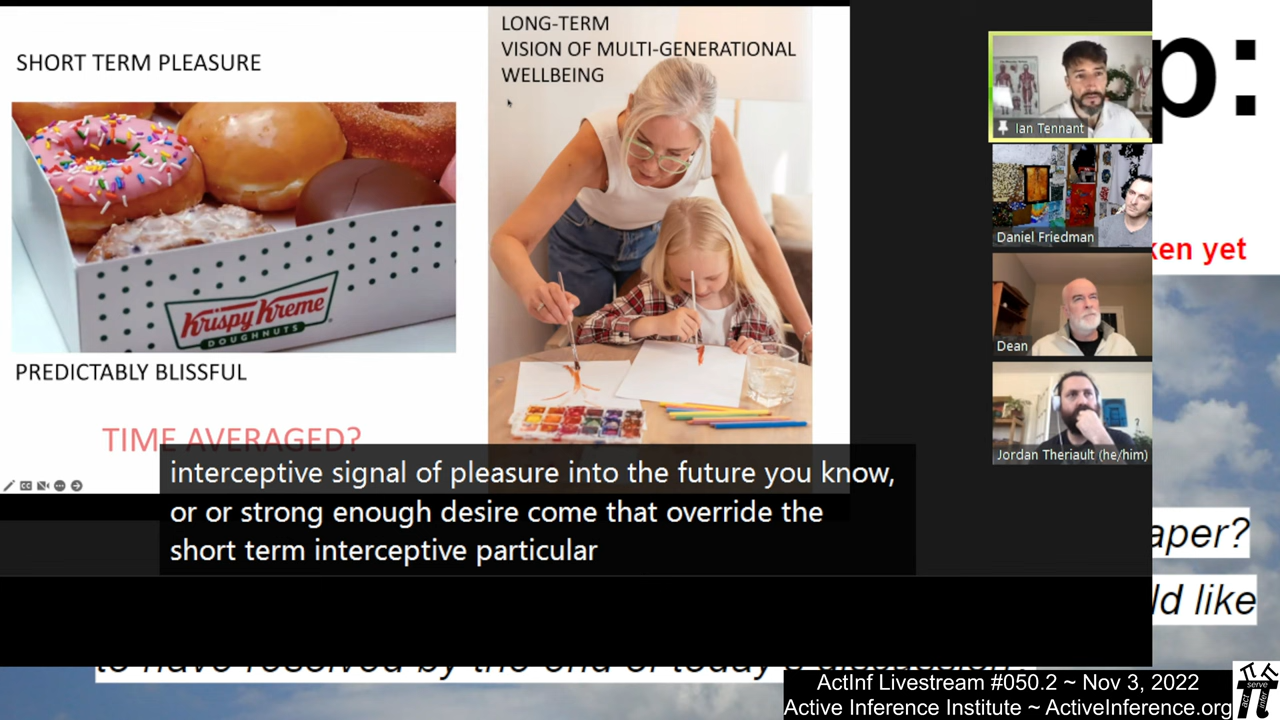 SHORT TERM PLEASURE
Krispy Kreme
DOUGHNUTS
PREDICTABLY BLISSFUL
TIME AVERAGED?
LONG-TERM
VISION OF MULTI-GENERATIONAL
WELLBEING
interceptive signal of pleasure into the future you know,
or or strong enough desire come that override the
short term interceptive particular
Ian Tennant
Daniel Friedman
Dean
Jordan Theriault (he/him)
p:
ken yet
aper?
ld like
ActInf Livestream #050.2 ~ Nov 3, 2022
Active Inference Institute ~ ActiveInference.org
serve